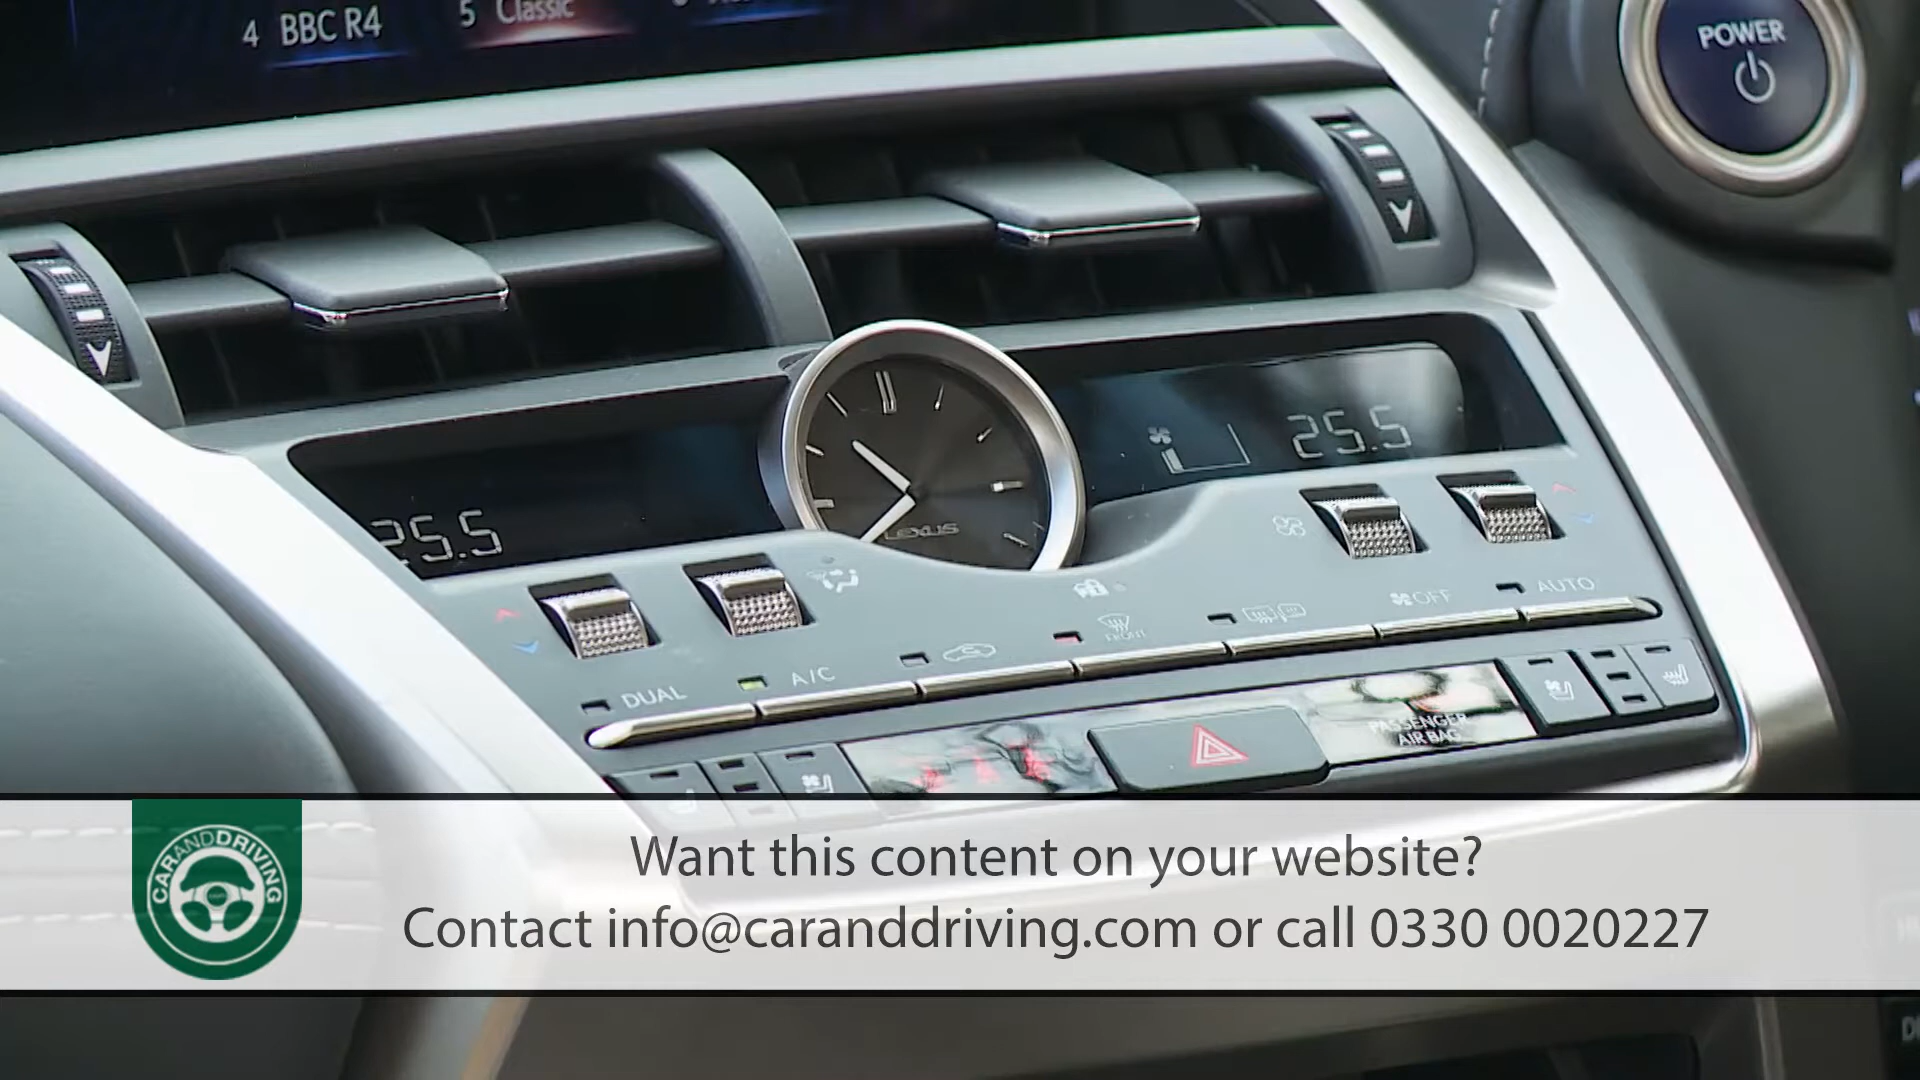 4 BBC R4
5 Classic
POWER
25.5
25.5
LEXUS
AUTO
OFF
FRONT
A/C
DUAL
PASSENGER
AIR BAG
CARANDDRIVING
Want this content on your website?
Contact info@caranddriving.com or call 0330 0020227